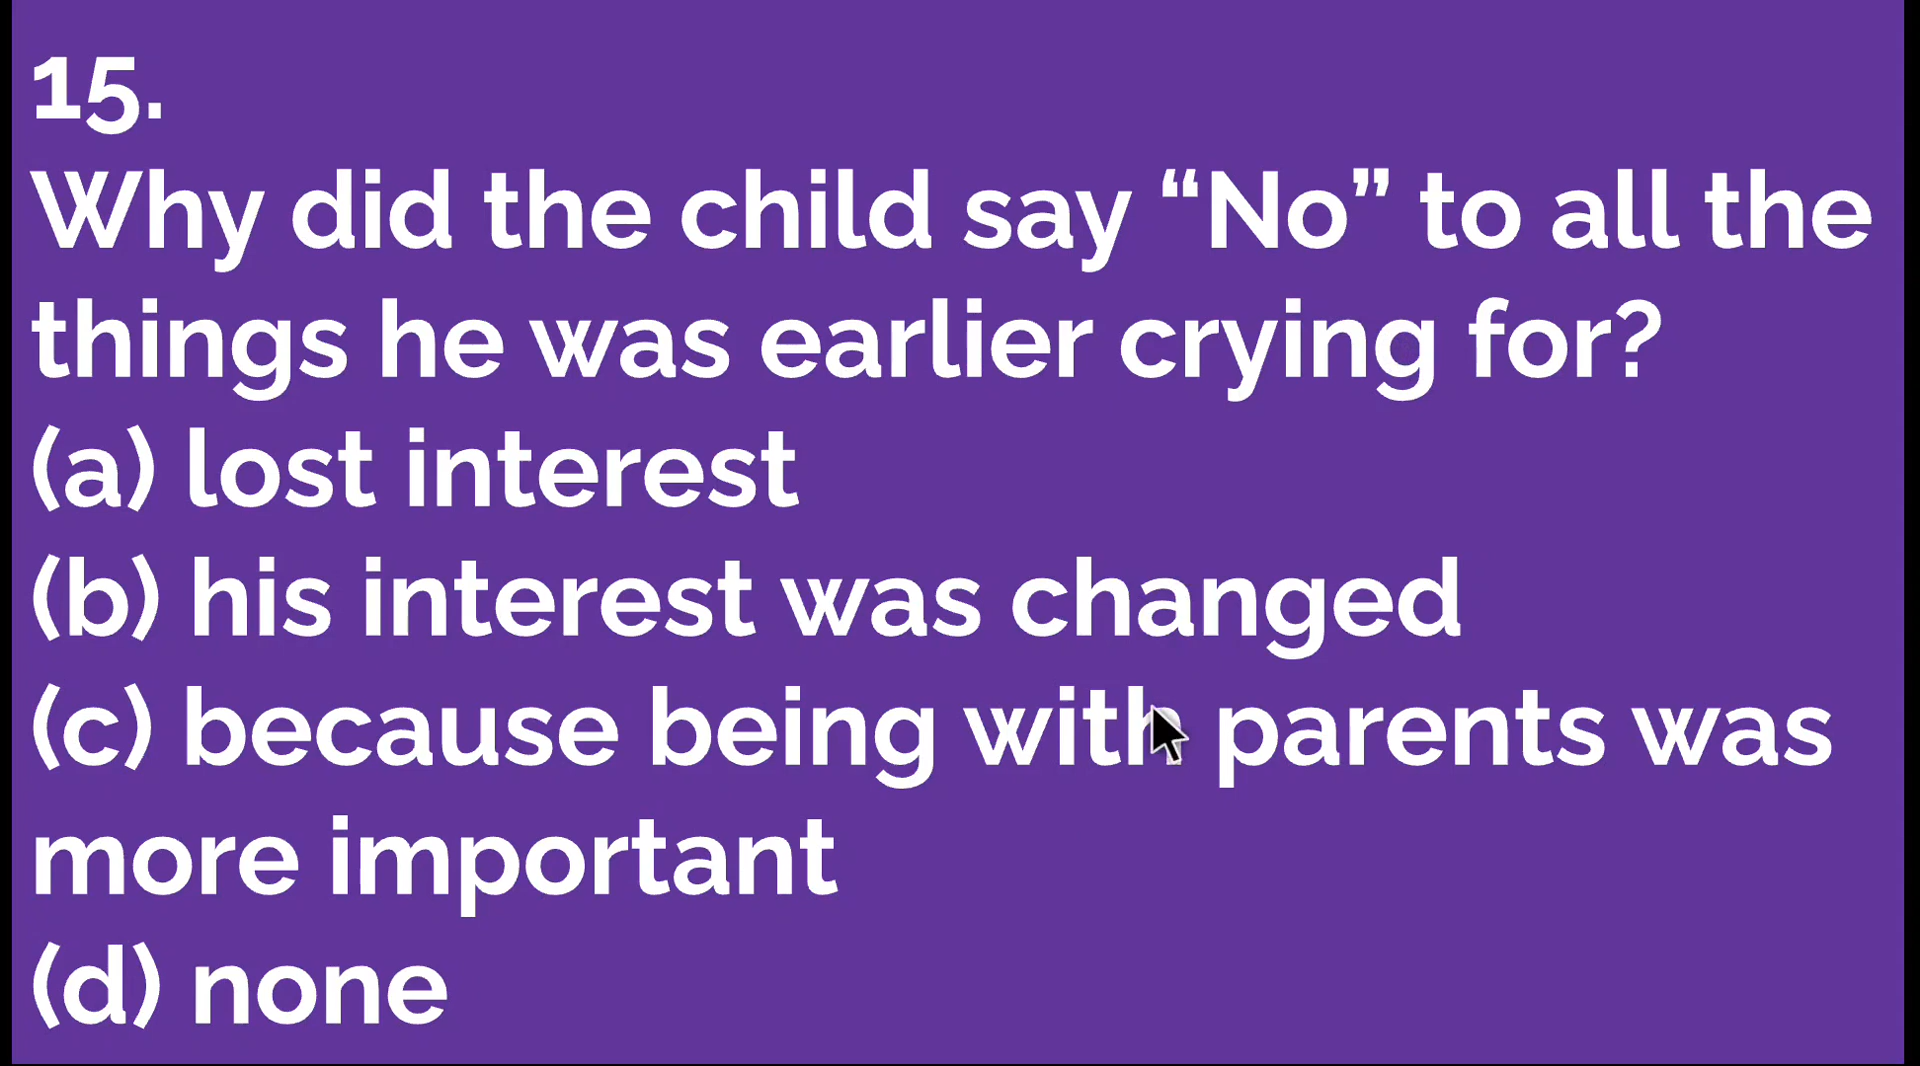 15.
Why did the child say “No” to all the
things he was earlier crying for?
(a) lost interest
(b) his interest was changed
(c) because being with parents was
more important
(d) none